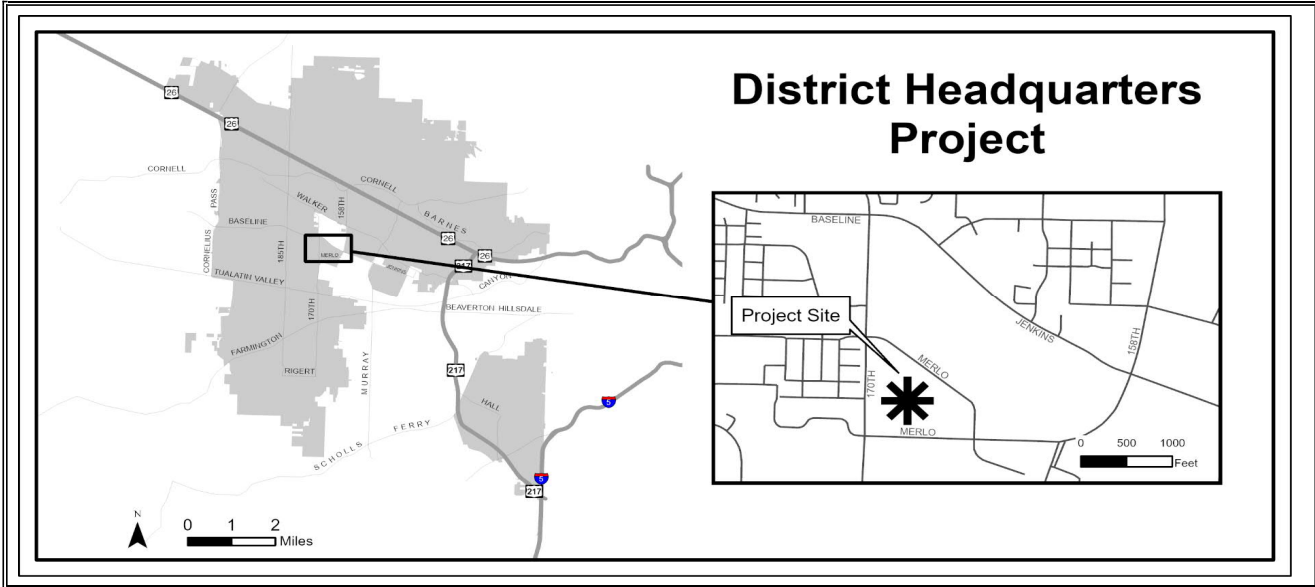 District Headquarters
Project
26
26
CORNELL
CORNELL
PASS
WALKER
158TH
BARNES
BASELINE
26
26
CORNELIUS
185TH
MERLO
JENKINS
217
CANYON
TUALATIN VALLEY
BEAVERTON HILLSDALE
170TH
FARMINGTON
RIGERT
MURRAY
217
HALL
5
SCHOLLS FERRY
5
217
N
0 1 2
Miles
BASELINE
Project Site
JENKINS
158TH
MERLO
170TH
MERLO
0 500 1000
Feet